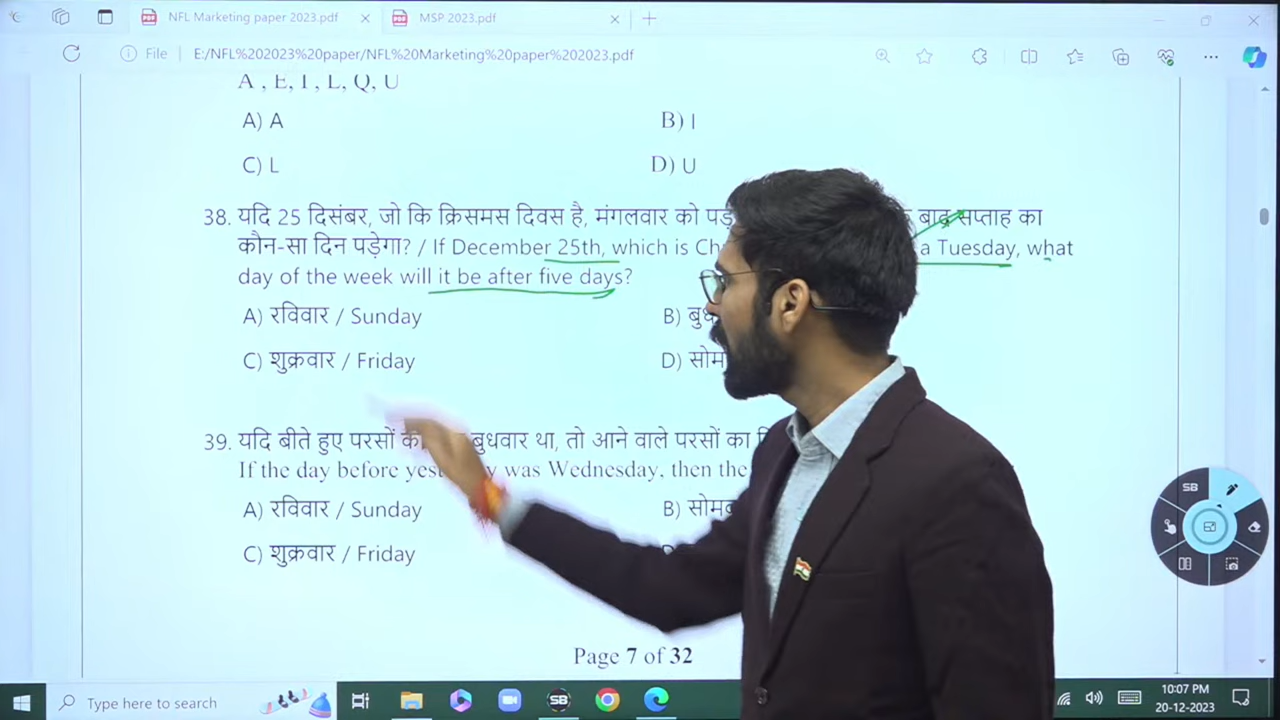 NFL Marketing paper 2023.pdf
MSP 2023.pdf
File
E:/NFL%202023%20paper/NFL%20Marketing%20paper%202023.pdf
A , E, I , L, Q, U
A) A
B) I
C) L
D) U
38. यदि 25 दिसंबर, जो कि क्रिसमस दिवस है, मंगलवार को बाद सप्ताह का
कौन-सा दिन पड़ेगा? / If December 25th, which is a Tuesday, what
day of the week will it be after five days?
A) रविवार / Sunday
B)
C) शुक्रवार / Friday
D)
39. यदि बीते हुए परसों बुधवार था, तो आने वाले परसों का
If the day before was Wednesday, then the
A) रविवार / Sunday
B)
C) शुक्रवार / Friday
Page 7 of 32
SB
Type here to search
SB
10:07 PM
20-12-2023